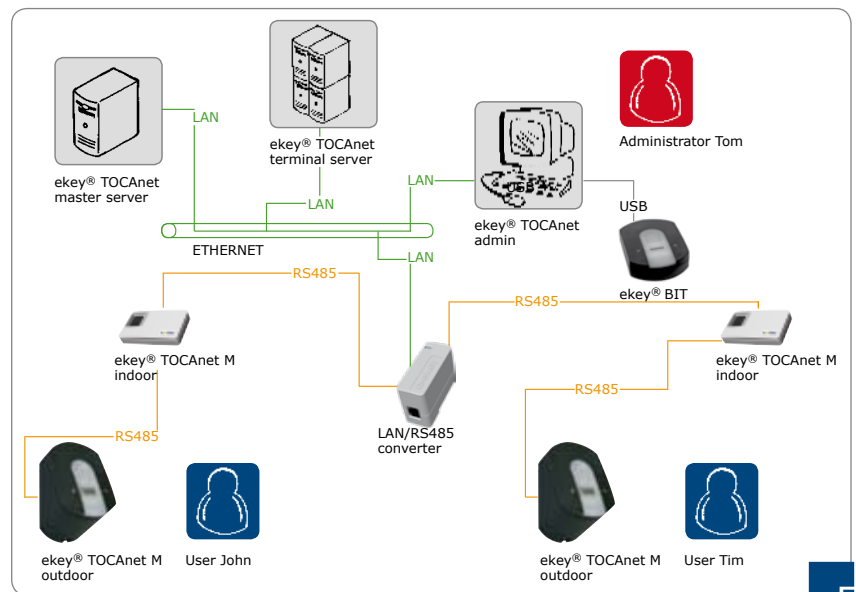 LAN
ekey® TOCAnet
master server
ekey® TOCAnet
terminal server
LAN
LAN
USB
ekey® TOCAnet
admin
Administrator Tom
USB
ekey® BIT
ETHERNET
LAN
RS485
RS485
ekey® TOCAnet M
indoor
ekey® TOCAnet M
indoor
LAN/RS485
converter
RS485
RS485
ekey® TOCAnet M
outdoor
User John
ekey® TOCAnet M
outdoor
User Tim